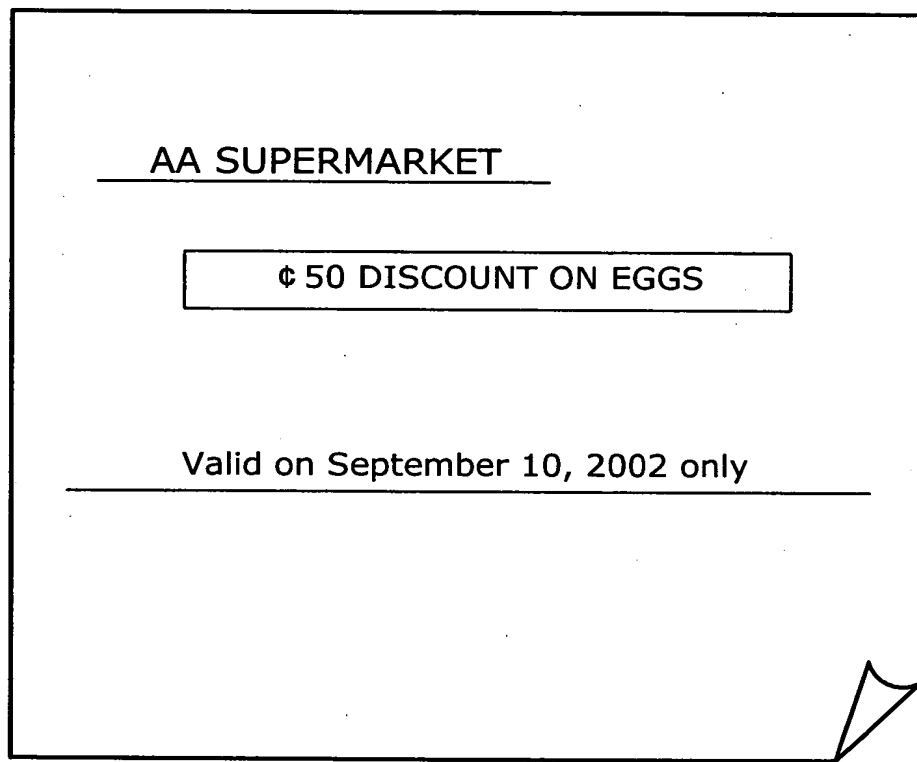 AA SUPERMARKET
¢ 50 DISCOUNT ON EGGS
Valid on September 10, 2002 only